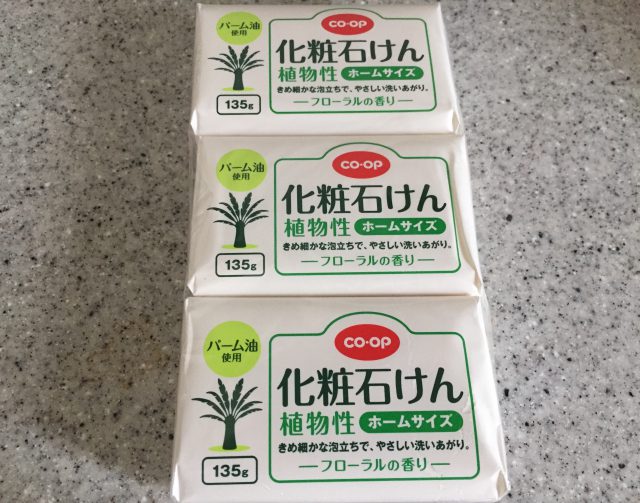 パーム油
使用
135g
CO·OP
化粧石けん
植物性 ホームサイズ
きめ細かな泡立ちで、やさしい洗いあがり。
フローラルの香り
パーム油
使用
135g
CO·OP
化粧石けん
植物性 ホームサイズ
きめ細かな泡立ちで、やさしい洗いあがり。
フローラルの香り
パーム油
使用
135g
CO·OP
化粧石けん
植物性 ホームサイズ
きめ細かな泡立ちで、やさしい洗いあがり。
フローラルの香り